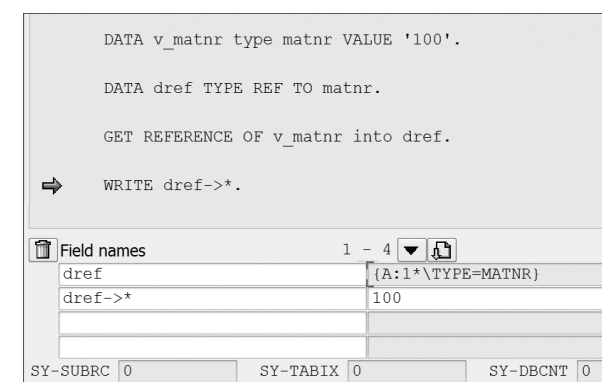 DATA v_matnr type matnr VALUE '100'.
DATA dref TYPE REF TO matnr.
GET REFERENCE OF v_matnr into dref.
WRITE dref->*.
Field names 1 - 4
dref {A:1*\TYPE=MATNR}
dref->* 100
SY-SUBRC 0 SY-TABIX 0 SY-DBCNT 0